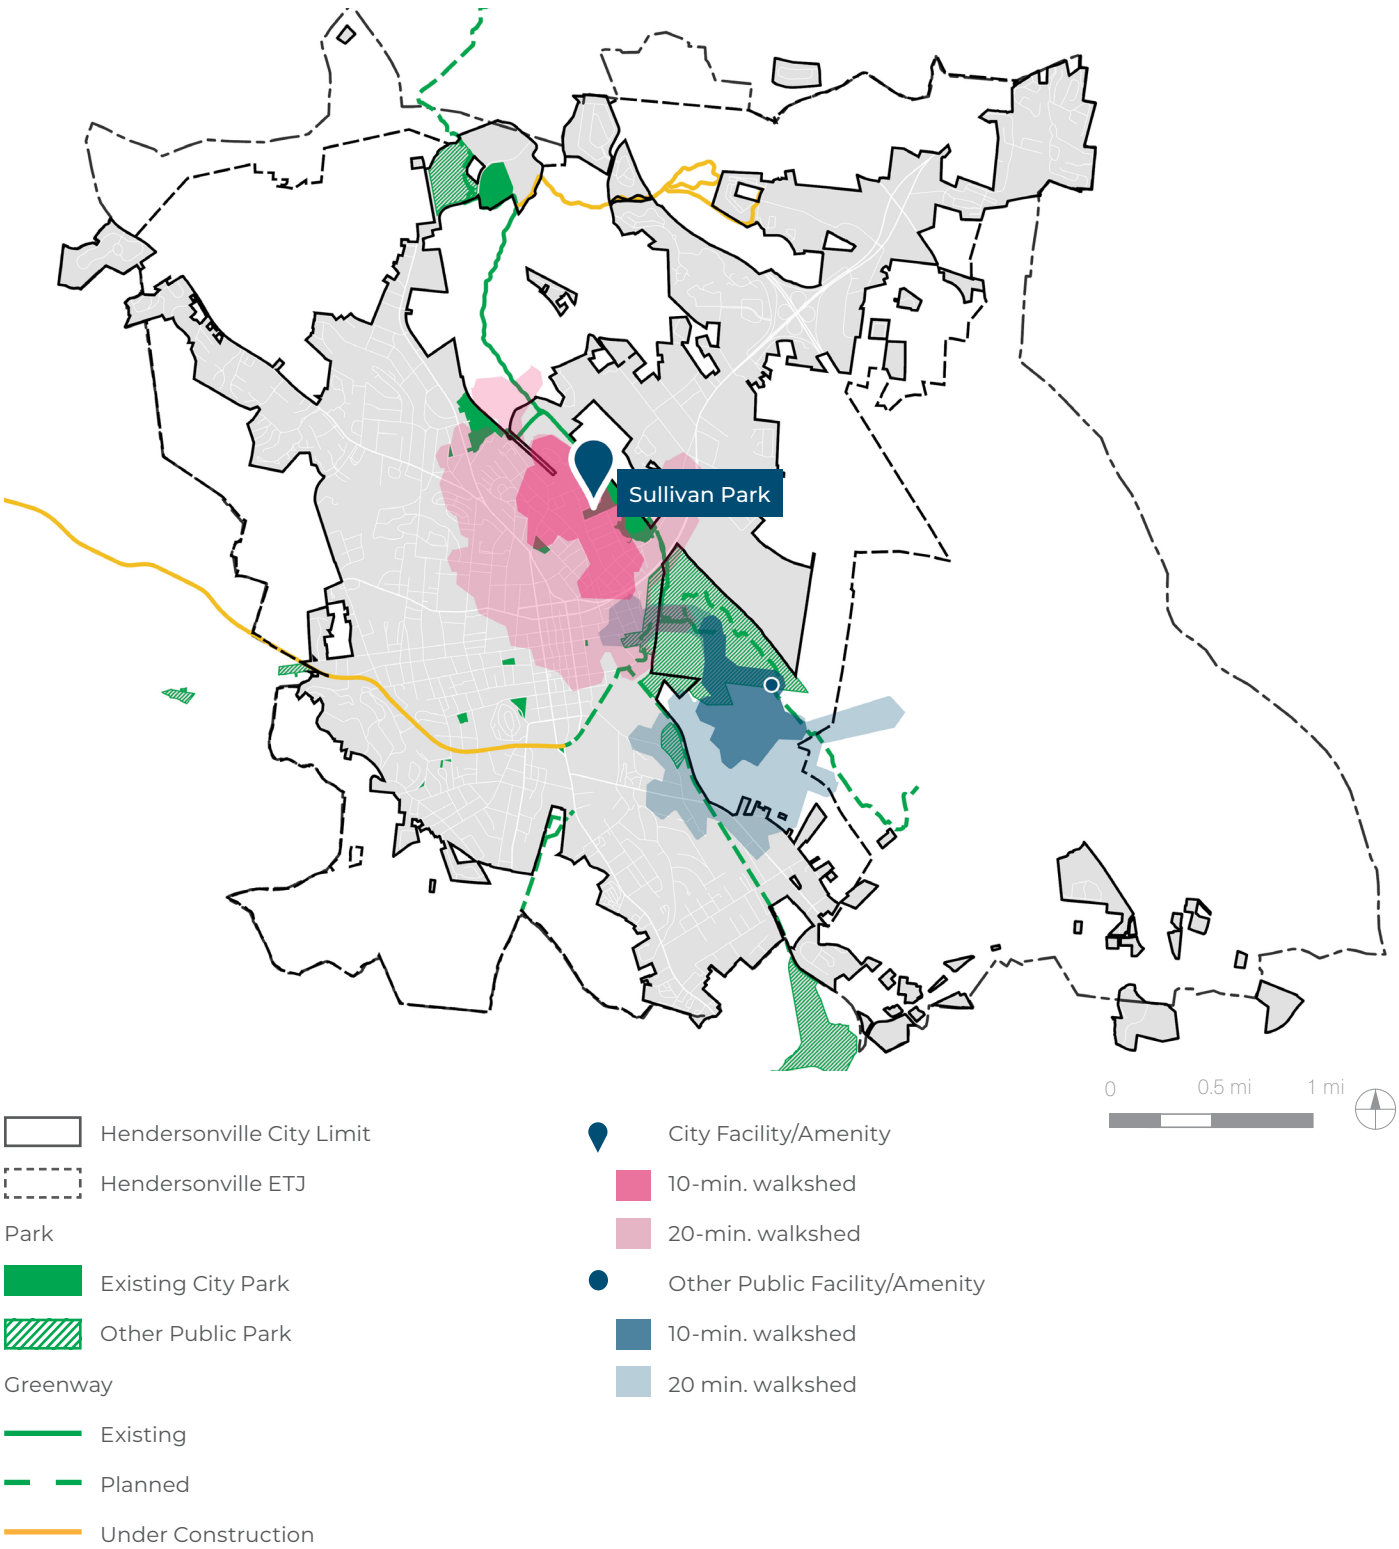 Sullivan Park
0 0.5 mi 1 mi
Hendersonville City Limit
Hendersonville ETJ
Park
Existing City Park
Other Public Park
Greenway
Existing
Planned
Under Construction
City Facility/Amenity
10-min. walkshed
20-min. walkshed
Other Public Facility/Amenity
10-min. walkshed
20 min. walkshed